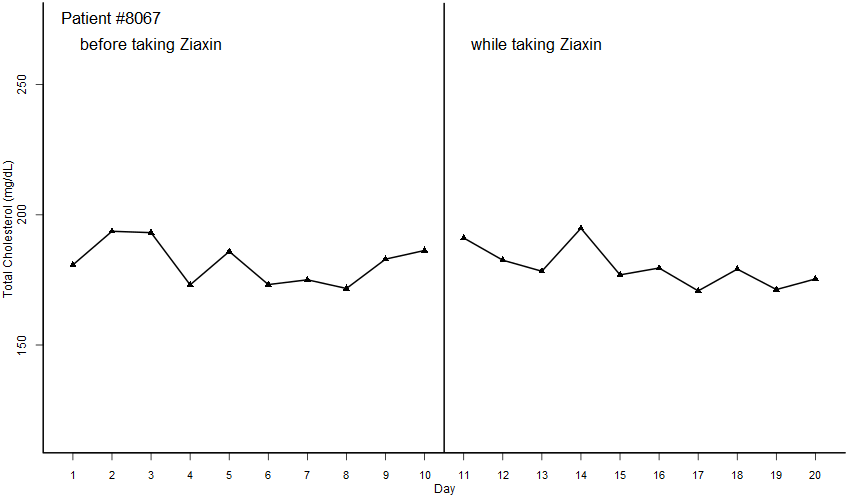 Patient #8067
before taking Ziaxin
while taking Ziaxin
Total Cholesterol (mg/dL)
250
200
150
1 2 3 4 5 6 7 8 9 10 11 12 13 14 15 16 17 18 19 20
Day